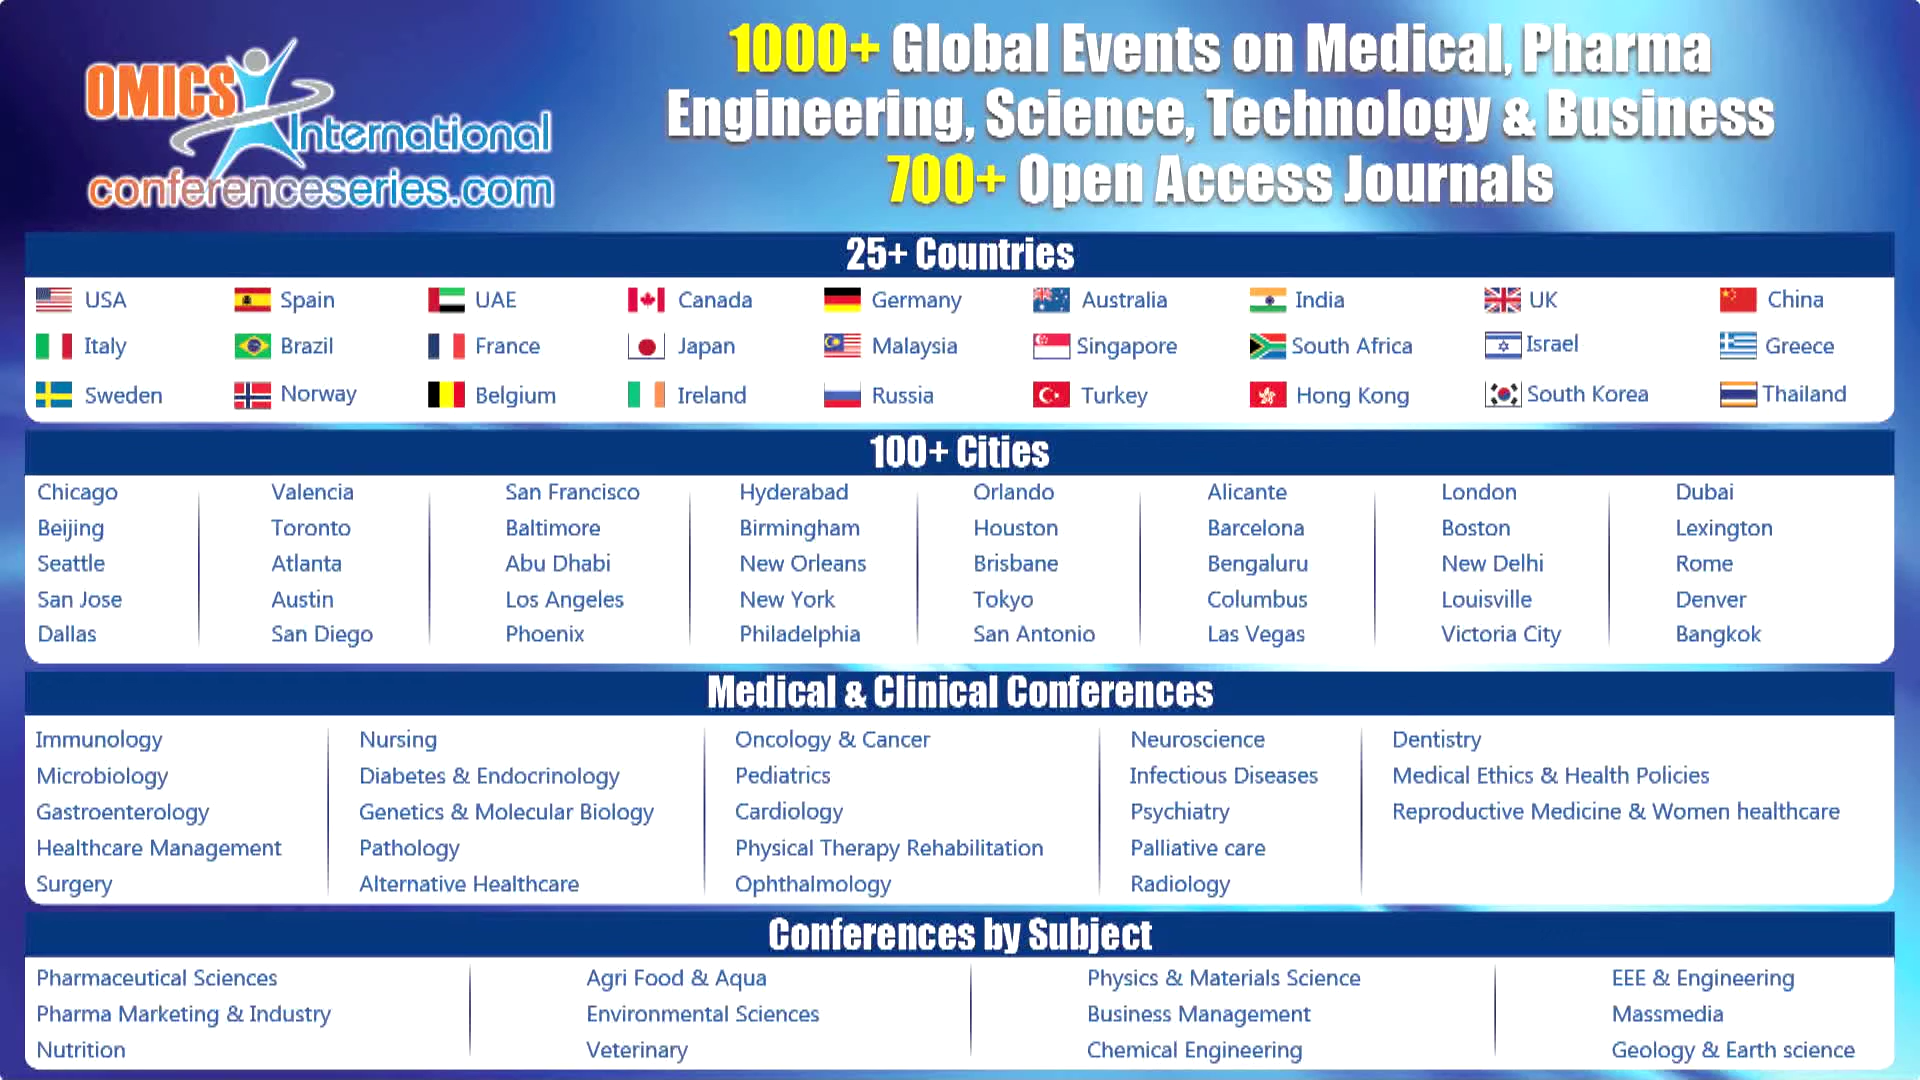 OMICS
International
conferenceseries.com
1000+ Global Events on Medical, Pharma
Engineering, Science, Technology & Business
700+ Open Access Journals
25+ Countries
USA Spain UAE Canada Germany Australia India UK China
Italy Brazil France Japan Malaysia Singapore South Africa Israel Greece
Sweden Norway Belgium Ireland Russia Turkey Hong Kong South Korea Thailand
100+ Cities
Chicago Valencia San Francisco Hyderabad Orlando Alicante London Dubai
Beijing Toronto Baltimore Birmingham Houston Barcelona Boston Lexington
Seattle Atlanta Abu Dhabi New Orleans Brisbane Bengaluru New Delhi Rome
San Jose Austin Los Angeles New York Tokyo Columbus Louisville Denver
Dallas San Diego Phoenix Philadelphia San Antonio Las Vegas Victoria City Bangkok
Medical & Clinical Conferences
Immunology Nursing Oncology & Cancer Neuroscience Dentistry
Microbiology Diabetes & Endocrinology Pediatrics Infectious Diseases Medical Ethics & Health Policies
Gastroenterology Genetics & Molecular Biology Cardiology Psychiatry Reproductive Medicine & Women healthcare
Healthcare Management Pathology Physical Therapy Rehabilitation Palliative care
Surgery Alternative Healthcare Ophthalmology Radiology
Conferences by Subject
Pharmaceutical Sciences Agri Food & Aqua Physics & Materials Science EEE & Engineering
Pharma Marketing & Industry Environmental Sciences Business Management Massmedia
Nutrition Veterinary Chemical Engineering Geology & Earth science